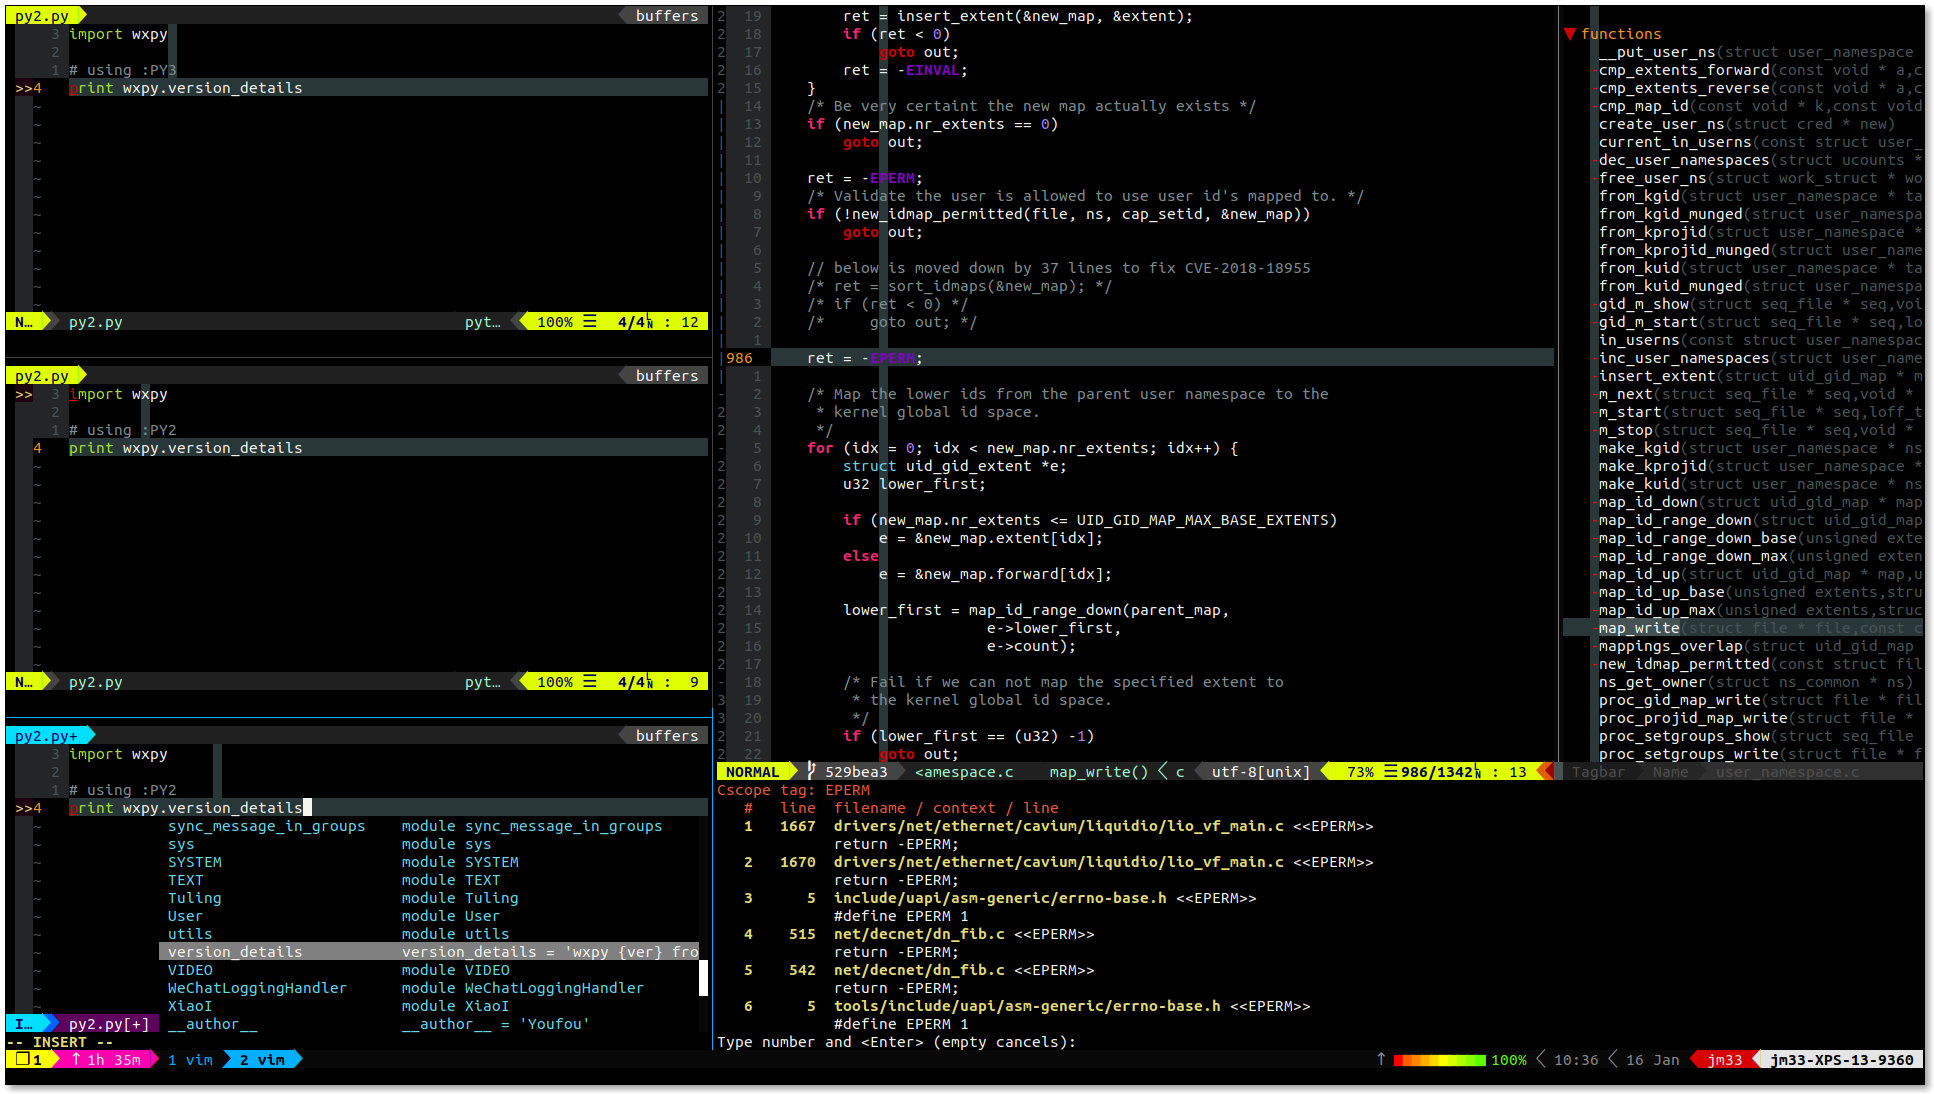 py2.py buffers
3 import wxpy
2
1 # using :PY3
>>4 print wxpy.version_details
~
~
~
~
~
~
~
~
~
~
~
~
N… py2.py pyt… 100% ☰ 4/4 : 12
py2.py buffers
>> 3 import wxpy
2
1 # using :PY2
4 print wxpy.version_details
~
~
~
~
~
~
~
~
~
~
~
~
N… py2.py pyt… 100% ☰ 4/4 : 9
py2.py+ buffers
3 import wxpy
2
1 # using :PY2
>>4 print wxpy.version_details
~ sync_message_in_groups module sync_message_in_groups
~ sys module sys
~ SYSTEM module SYSTEM
~ TEXT module TEXT
~ Tuling module Tuling
~ User module User
~ utils module utils
~ version_details version_details = 'wxpy {ver} fro
~ VIDEO module VIDEO
~ WeChatLoggingHandler module WeChatLoggingHandler
~ XiaoI module XiaoI
I… py2.py[+] __author__ __author__ = 'Youfou'
-- INSERT --
2 19 ret = insert_extent(&new_map, &extent);
2 18 if (ret < 0)
2 17 goto out;
2 16 ret = -EINVAL;
2 15 }
| 14 /* Be very certaint the new map actually exists */
| 13 if (new_map.nr_extents == 0)
| 12 goto out;
| 11
| 10 ret = -EPERM;
| 9 /* Validate the user is allowed to use user id's mapped to. */
| 8 if (!new_idmap_permitted(file, ns, cap_setid, &new_map))
| 7 goto out;
| 6
| 5 // below is moved down by 37 lines to fix CVE-2018-18955
| 4 /* ret = sort_idmaps(&new_map); */
| 3 /* if (ret < 0) */
| 2 /* goto out; */
| 1
|986 ret = -EPERM;
| 1
- 2 /* Map the lower ids from the parent user namespace to the
2 3 * kernel global id space.
2 4 */
- 5 for (idx = 0; idx < new_map.nr_extents; idx++) {
2 6 struct uid_gid_extent *e;
2 7 u32 lower_first;
2 8
2 9 if (new_map.nr_extents <= UID_GID_MAP_MAX_BASE_EXTENTS)
2 10 e = &new_map.extent[idx];
2 11 else
2 12 e = &new_map.forward[idx];
2 13
2 14 lower_first = map_id_range_down(parent_map,
2 15 e->lower_first,
2 16 e->count);
2 17
- 18 /* Fail if we can not map the specified extent to
3 19 * the kernel global id space.
3 20 */
2 21 if (lower_first == (u32) -1)
2 22 goto out;
NORMAL 529bea3 <amespace.c map_write() c utf-8[unix] 73% ☰986/1342 : 13
▼ functions
__put_user_ns(struct user_namespace
-cmp_extents_forward(const void * a,c
-cmp_extents_reverse(const void * a,c
-cmp_map_id(const void * k,const void
create_user_ns(struct cred * new)
current_in_userns(const struct user_
-dec_user_namespaces(struct ucounts *
-free_user_ns(struct work_struct * wo
from_kgid(struct user_namespace * ta
from_kgid_munged(struct user_namespa
from_kprojid(struct user_namespace *
from_kprojid_munged(struct user_name
from_kuid(struct user_namespace * ta
from_kuid_munged(struct user_namespa
-gid_m_show(struct seq_file * seq,voi
-gid_m_start(struct seq_file * seq,lo
in_userns(const struct user_namespac
-inc_user_namespaces(struct user_name
-insert_extent(struct uid_gid_map * m
-m_next(struct seq_file * seq,void *
-m_start(struct seq_file * seq,loff_t
-m_stop(struct seq_file * seq,void *
make_kgid(struct user_namespace * ns
make_kprojid(struct user_namespace *
make_kuid(struct user_namespace * ns
-map_id_down(struct uid_gid_map * map
-map_id_range_down(struct uid_gid_map
-map_id_range_down_base(unsigned exte
-map_id_range_down_max(unsigned exten
-map_id_up(struct uid_gid_map * map,u
-map_id_up_base(unsigned extents,stru
-map_id_up_max(unsigned extents,struc
-map_write(struct file * file,const c
-mappings_overlap(struct uid_gid_map
-new_idmap_permitted(const struct fil
ns_get_owner(struct ns_common * ns)
proc_gid_map_write(struct file * fil
proc_projid_map_write(struct file *
proc_setgroups_show(struct seq_file
proc_setgroups_write(struct file * f
Tagbar Name user_namespace.c
Cscope tag: EPERM
# line filename / context / line
1 1667 drivers/net/ethernet/cavium/liquidio/lio_vf_main.c <<EPERM>>
return -EPERM;
2 1670 drivers/net/ethernet/cavium/liquidio/lio_vf_main.c <<EPERM>>
return -EPERM;
3 5 include/uapi/asm-generic/errno-base.h <<EPERM>>
#define EPERM 1
4 515 net/decnet/dn_fib.c <<EPERM>>
return -EPERM;
5 542 net/decnet/dn_fib.c <<EPERM>>
return -EPERM;
6 5 tools/include/uapi/asm-generic/errno-base.h <<EPERM>>
#define EPERM 1
Type number and <Enter> (empty cancels):
❐ 1 ↑ 1h 35m 1 vim 2 vim ↑ 100% 10:36 16 Jan jm33 jm33-XPS-13-9360